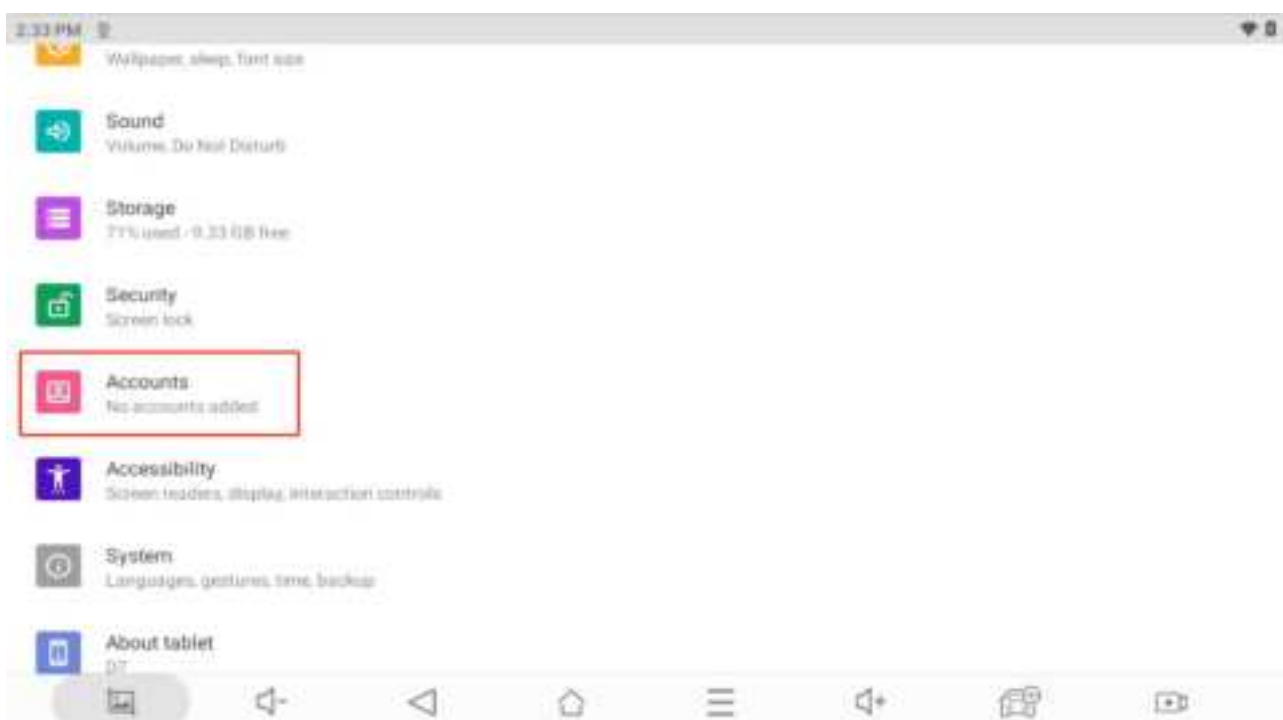 2:33 PM
Wallpaper, sleep, font size
Sound
Volume, Do Not Disturb
Storage
71% used - 9.33 GB free
Security
Screen lock
Accounts
No accounts added
Accessibility
Screen readers, display, interaction controls
System
Languages, gestures, time, backup
About tablet
D7